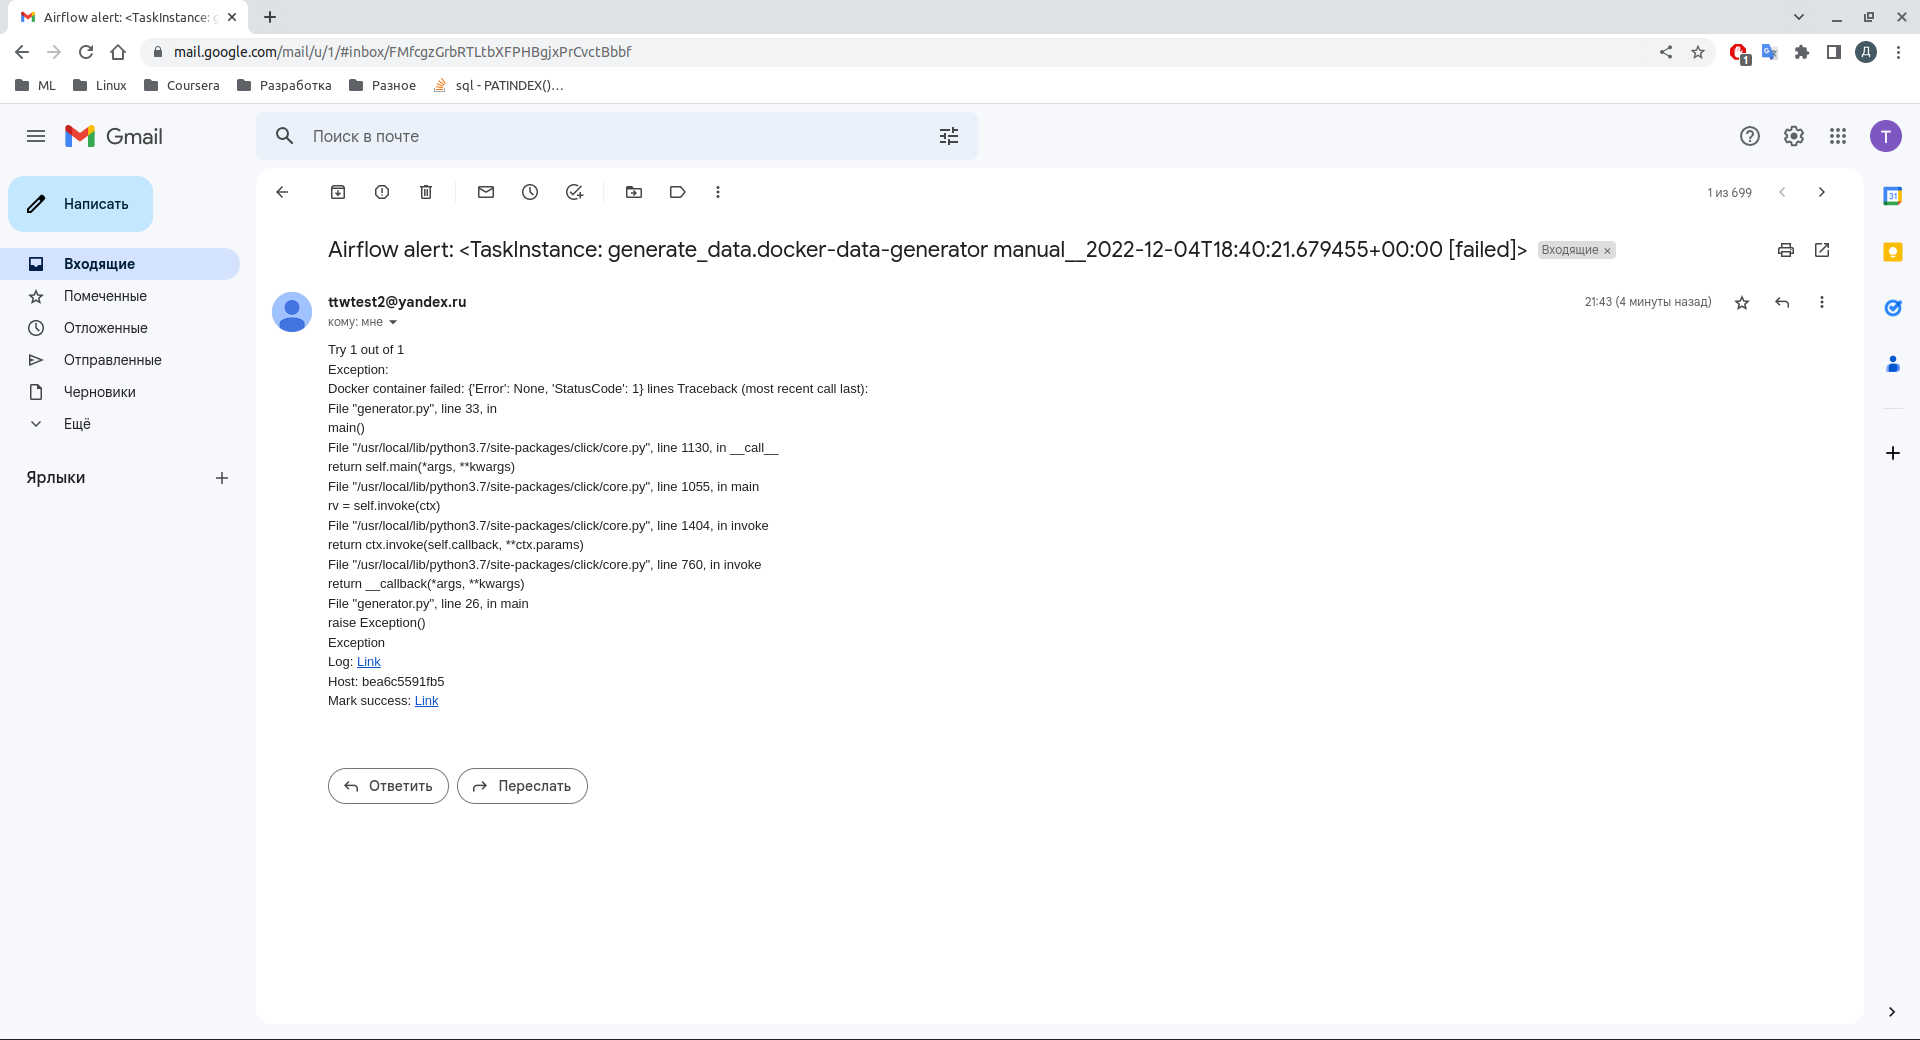 Airflow alert: <TaskInstance: g
mail.google.com/mail/u/1/#inbox/FMfcgzGrbRTLtbXFPHBgjxPrCvctBbbf
1
Д
ML
Linux
Coursera
Разработка
Разное
sql - PATINDEX()...
Gmail
Поиск в почте
T
Написать
1 из 699
31
Airflow alert: <TaskInstance: generate_data.docker-data-generator manual__2022-12-04T18:40:21.679455+00:00 [failed]> Входящие ×
Входящие
Помеченные
Отложенные
Отправленные
Черновики
Ещё
Ярлыки
ttwtest2@yandex.ru
21:43 (4 минуты назад)
кому: мне
Try 1 out of 1
Exception:
Docker container failed: {'Error': None, 'StatusCode': 1} lines Traceback (most recent call last):
File "generator.py", line 33, in
main()
File "/usr/local/lib/python3.7/site-packages/click/core.py", line 1130, in __call__
return self.main(*args, **kwargs)
File "/usr/local/lib/python3.7/site-packages/click/core.py", line 1055, in main
rv = self.invoke(ctx)
File "/usr/local/lib/python3.7/site-packages/click/core.py", line 1404, in invoke
return ctx.invoke(self.callback, **ctx.params)
File "/usr/local/lib/python3.7/site-packages/click/core.py", line 760, in invoke
return __callback(*args, **kwargs)
File "generator.py", line 26, in main
raise Exception()
Exception
Log: Link
Host: bea6c5591fb5
Mark success: Link
Ответить
Переслать